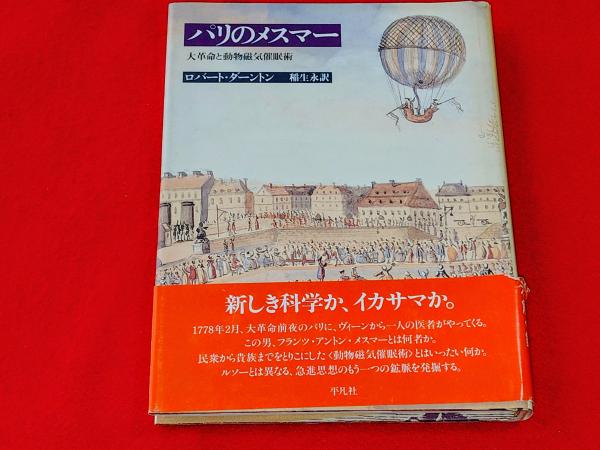 パリのメスマー
大革命と動物磁気催眠術
ロバート・ダーントン 稲生永訳
新しき科学か、イカサマか。
1778年2月、大革命前夜のパリに、ヴィーンから一人の医者がやってくる。
この男、フランツ・アントン・メスマーとは何者か。
民衆から貴族までをとりこにした〈動物磁気催眠術〉とはいったい何か。
ルソーとは異なる、急進思想のもう一つの鉱脈を発掘する。
平凡社